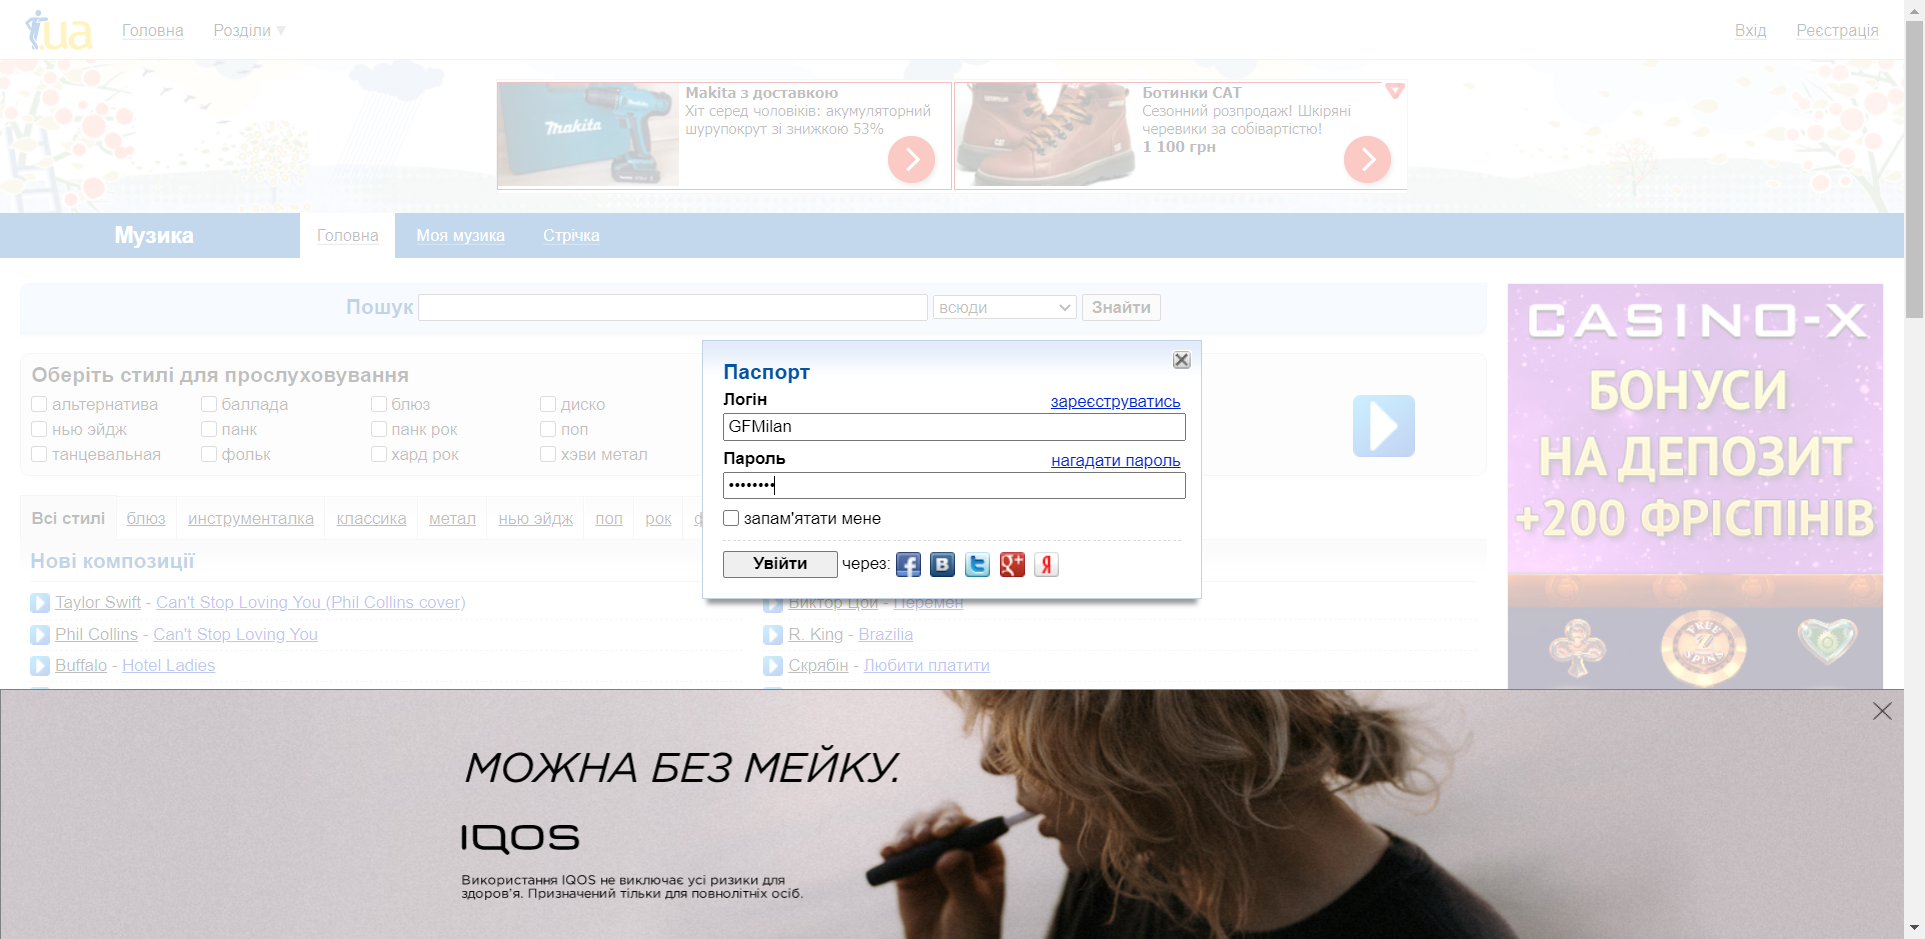 i.ua
Головна
Розділи
Вхід
Реєстрація
Makita з доставкою
Хіт серед чоловіків: акумуляторний
шурупокрут зі знижкою 53%
makita
Ботинки CAT
Сезонний розпродаж! Шкіряні
черевики за собівартістю!
1 100 грн
Музика
Головна
Моя музика
Стрічка
Пошук
всюди
Знайти
Оберіть стилі для прослуховування
альтернатива
баллада
блюз
диско
нью эйдж
панк
панк рок
поп
танцевальная
фольк
хард рок
хэви метал
Паспорт
Логін
зареєструватись
GFMilan
Пароль
нагадати пароль
••••••••
запам'ятати мене
Увійти
через:
CASINO-X
БОНУСИ
НА ДЕПОЗИТ
+200 ФРІСПІНІВ
FREE
SPINS
Всі стилі
блюз
инструменталка
классика
метал
нью эйдж
поп
рок
Нові композиції
Taylor Swift - Can't Stop Loving You (Phil Collins cover)
Виктор Цой - Перемен
Phil Collins - Can't Stop Loving You
R. King - Brazilia
Buffalo - Hotel Ladies
Скрябін - Любити платити
МОЖНА БЕЗ МЕЙКУ.
IQOS
Використання IQOS не виключає усі ризики для
здоров'я. Призначений тільки для повнолітніх осіб.